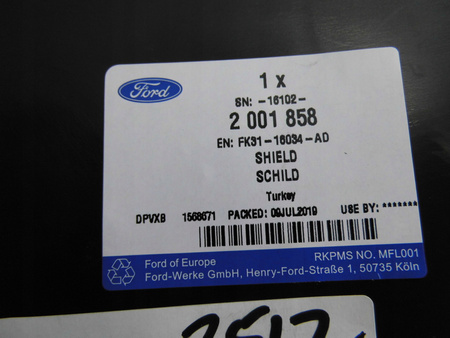 Ford
1 x
SN: -16102-
2 001 858
EN: FK31-16034-AD
SHIELD
SCHILD
Turkey
DPVXB 1568671 PACKED: 09JUL2019 USE BY: *******
Ford of Europe RKPMS NO. MFL001
Ford-Werke GmbH, Henry-Ford-Straße 1, 50735 Köln